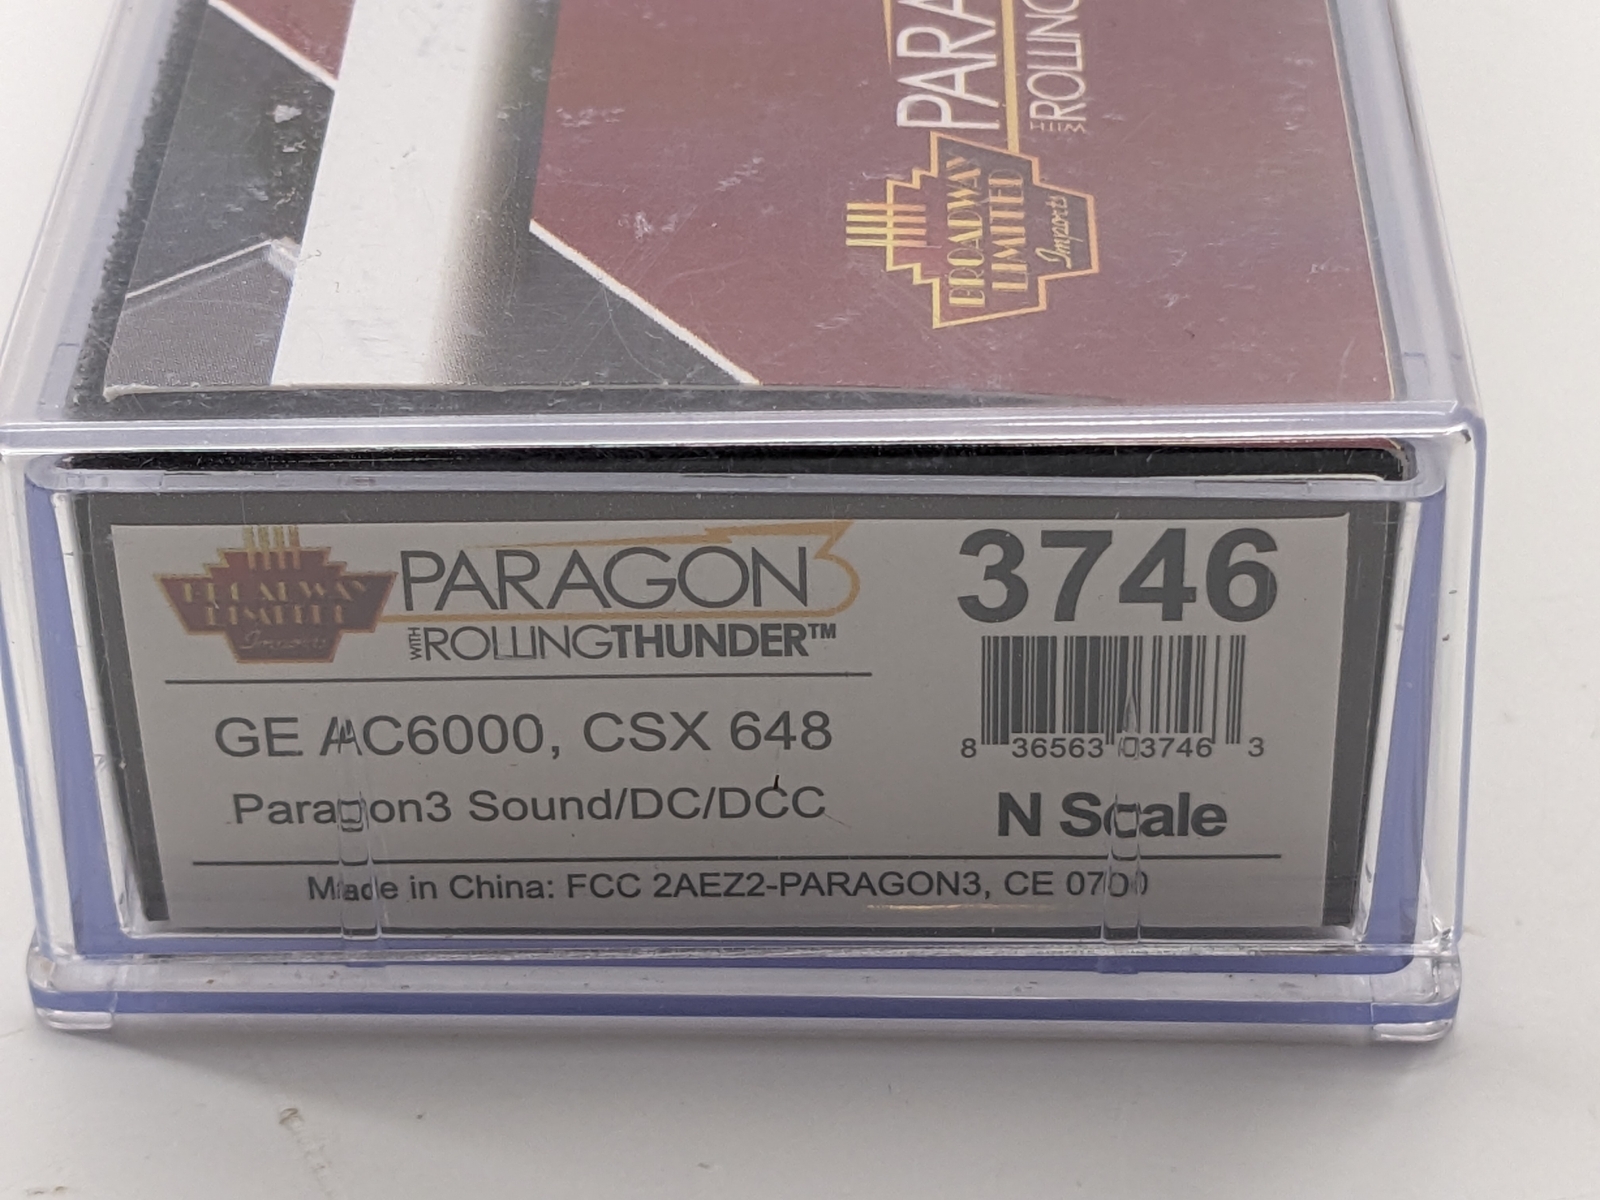 PARA
WITH ROLLING
BROADWAY
LIMITED
Imports
BROADWAY
LIMITED
Imports
PARAGON3
WITH ROLLINGTHUNDER™
3746
8 36563 03746 3
GE AC6000, CSX 648
Paragon3 Sound/DC/DCC
N Scale
Made in China: FCC 2AEZ2-PARAGON3, CE 0700